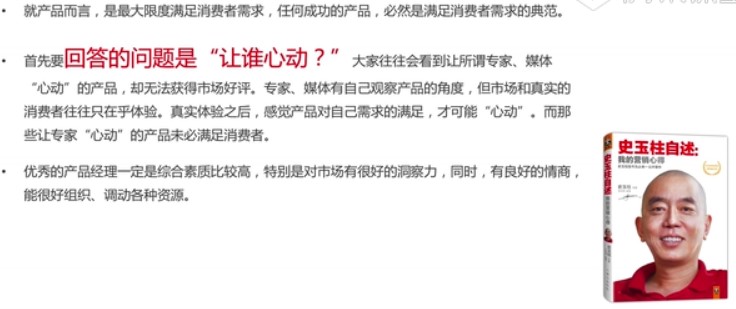 就产品而言，是最大限度满足消费者需求，任何成功的产品，必然是满足消费者需求的典范。
首先要回答的问题是“让谁心动？”大家往往会看到让所谓专家、媒体
“心动”的产品，却无法获得市场好评。专家、媒体有自己观察产品的角度，但市场和真实的
消费者往往只在乎体验。真实体验之后，感觉产品对自己需求的满足，才可能“心动”。而那
些让专家“心动”的产品未必满足消费者。
优秀的产品经理一定是综合素质比较高，特别是对市场有很好的洞察力，同时，有良好的情商，
能很好组织、调动各种资源。
史玉柱自述:
我的营销心得
史玉柱自述